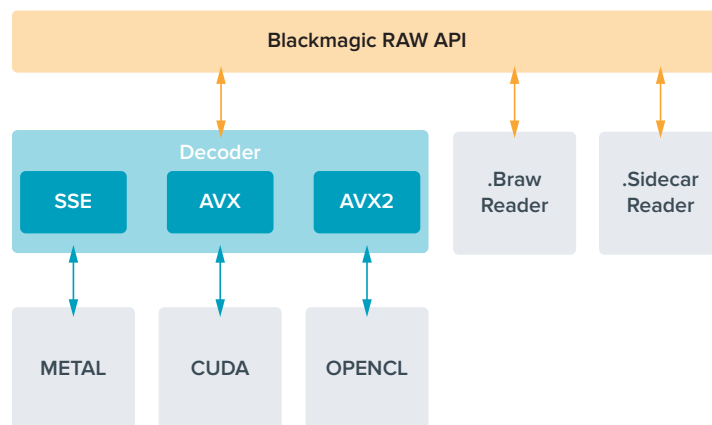 Blackmagic RAW API
Decoder
SSE
AVX
AVX2
.Braw
Reader
.Sidecar
Reader
METAL
CUDA
OPENCL